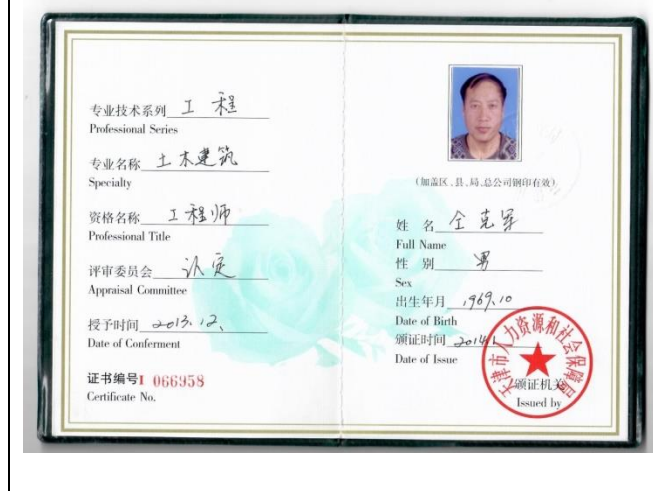 专业技术系列 工程
Professional Series
专业名称 土木建筑
Specialty
资格名称 工程师
Professional Title
评审委员会 认定
Appraisal Committee
授予时间 2013.12.
Date of Conferment
证书编号I 066958
Certificate No.
(加盖区、县、局、总公司钢印有效)
姓 名 仝克军
Full Name
性 别 男
Sex
出生年月 1969.10
Date of Birth
颁证时间 2014.1
Date of Issue
天津市人力资源和社会保障局
颁证机关
Issued by